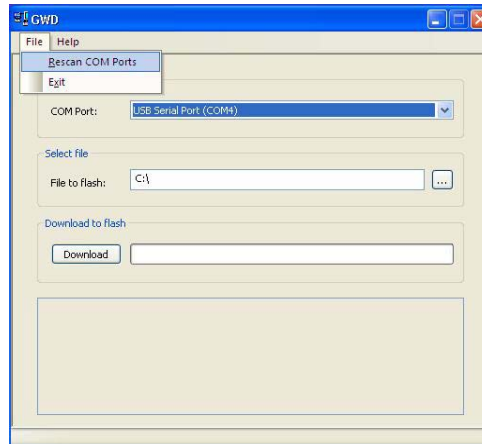 GWD
File Help
Rescan COM Ports
Exit
COM Port: USB Serial Port (COM4)
Select file
File to flash: C:\ ...
Download to flash
Download